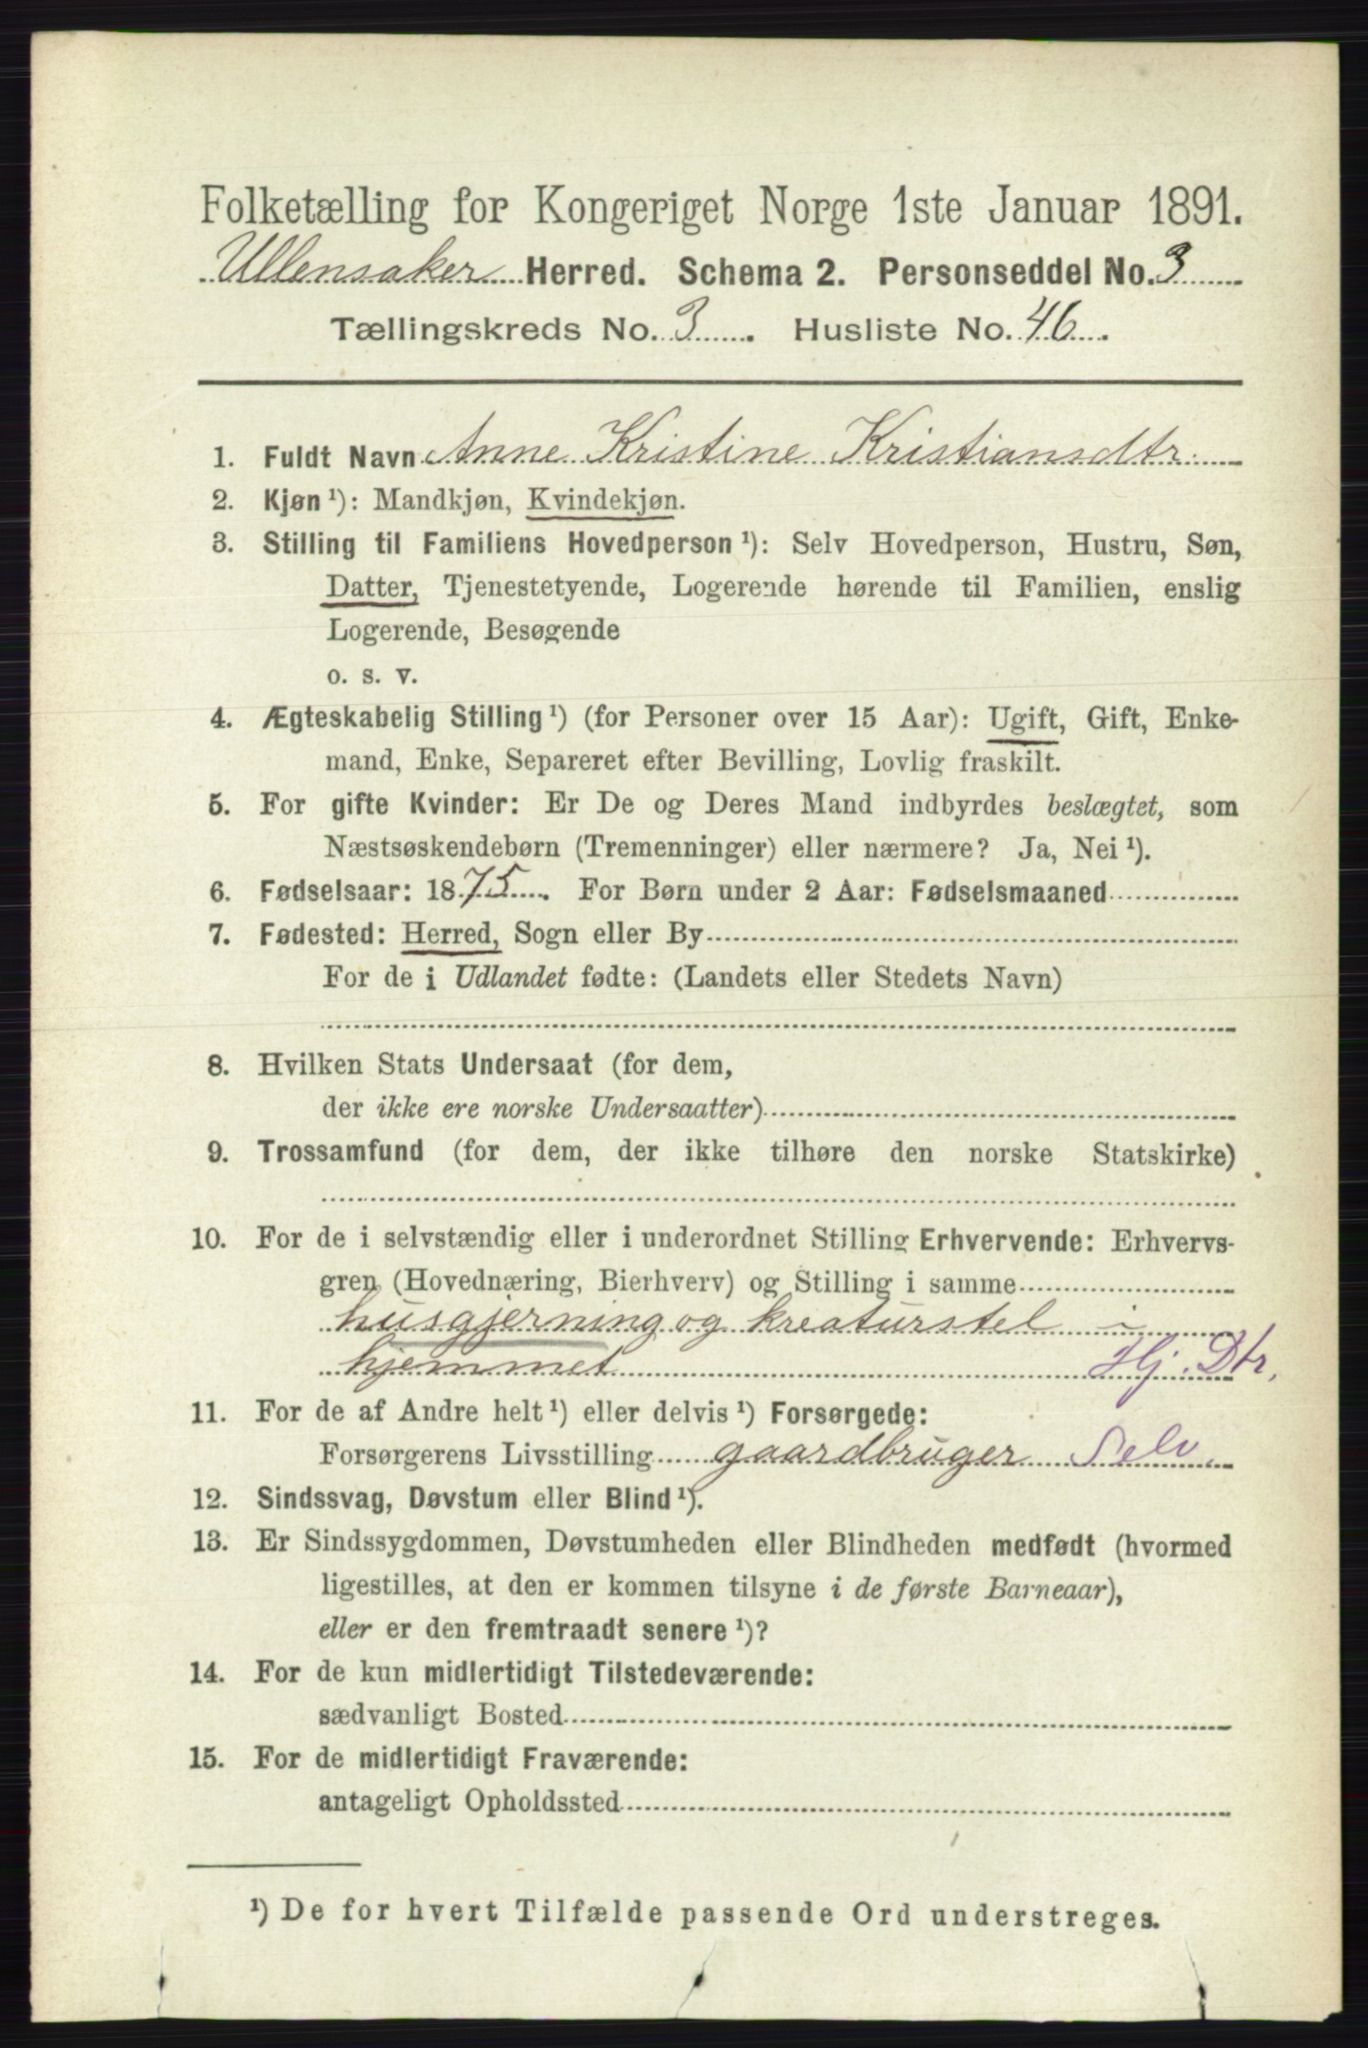 Folketælling for Kongeriget Norge 1ste Januar 1891.
Ullensaker Herred. Schema 2. Personseddel No. 3
Tællingskreds No. 3. Husliste No. 46.
1. Fuldt Navn Anne Kristine Kristiansdtr.
2. Kjøn ¹): Mandkjøn, Kvindekjøn.
3. Stilling til Familiens Hovedperson ¹): Selv Hovedperson, Hustru, Søn,
Datter, Tjenestetyende, Logerende hørende til Familien, enslig
Logerende, Besøgende
o. s. v.
4. Ægteskabelig Stilling ¹) (for Personer over 15 Aar): Ugift, Gift, Enke-
mand, Enke, Separeret efter Bevilling, Lovlig fraskilt.
5. For gifte Kvinder: Er De og Deres Mand indbyrdes beslægtet, som
Næstsøskendebørn (Tremenninger) eller nærmere? Ja, Nei ¹).
6. Fødselsaar: 1875. For Børn under 2 Aar: Fødselsmaaned
7. Fødested: Herred, Sogn eller By
For de i Udlandet fødte: (Landets eller Stedets Navn)
8. Hvilken Stats Undersaat (for dem,
der ikke ere norske Undersaatter)
9. Trossamfund (for dem, der ikke tilhøre den norske Statskirke)
10. For de i selvstændig eller i underordnet Stilling Erhvervende: Erhvervs-
gren (Hovednæring, Bierhverv) og Stilling i samme
husgjerning og kreaturstel i
hjemmet Hj. Dtr.
11. For de af Andre helt ¹) eller delvis ¹) Forsørgede:
Forsørgerens Livsstilling gaardbruger Selv.
12. Sindssvag, Døvstum eller Blind ¹).
13. Er Sindssygdommen, Døvstumheden eller Blindheden medfødt (hvormed
ligestilles, at den er kommen tilsyne i de første Barneaar),
eller er den fremtraadt senere ¹)?
14. For de kun midlertidigt Tilstedeværende:
sædvanligt Bosted
15. For de midlertidigt Fraværende:
antageligt Opholdssted
¹) De for hvert Tilfælde passende Ord understreges.